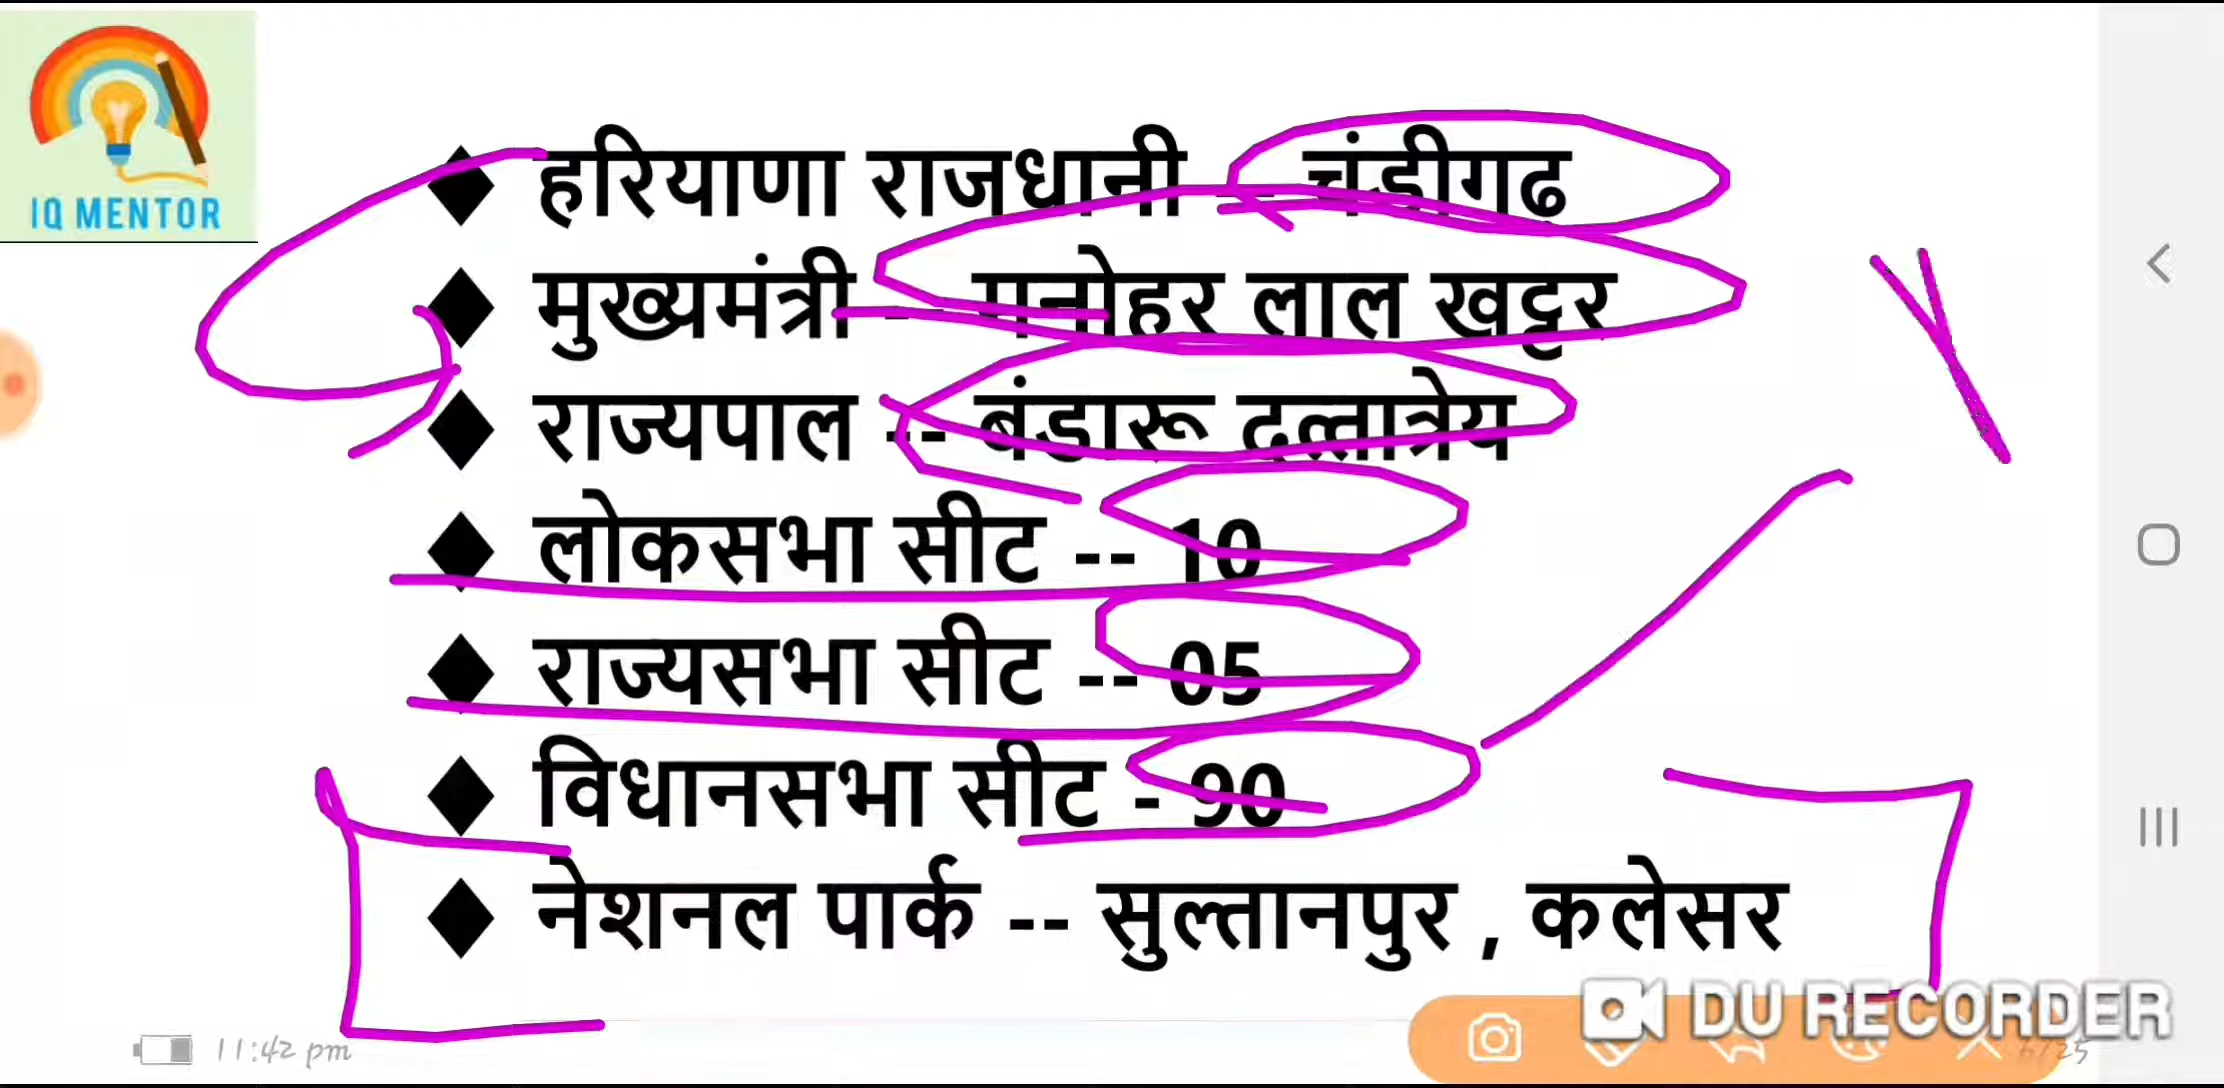 IQ MENTOR
◆ हरियाणा राजधानी -- चंडीगढ
◆ मुख्यमंत्री -- मनोहर लाल खट्टर
◆ राज्यपाल -- बंडारू दत्तात्रेय
◆ लोकसभा सीट -- 10
◆ राज्यसभा सीट -- 05
◆ विधानसभा सीट - 90
◆ नेशनल पार्क -- सुल्तानपुर , कलेसर
DU RECORDER
11:42 pm